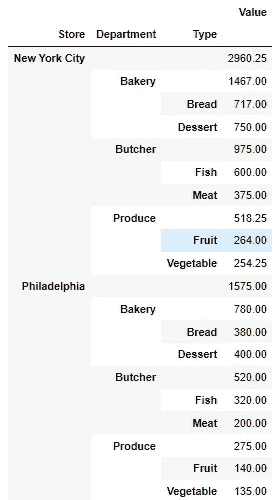 Value
Store Department Type
New York City 2960.25
Bakery 1467.00
Bread 717.00
Dessert 750.00
Butcher 975.00
Fish 600.00
Meat 375.00
Produce 518.25
Fruit 264.00
Vegetable 254.25
Philadelphia 1575.00
Bakery 780.00
Bread 380.00
Dessert 400.00
Butcher 520.00
Fish 320.00
Meat 200.00
Produce 275.00
Fruit 140.00
Vegetable 135.00